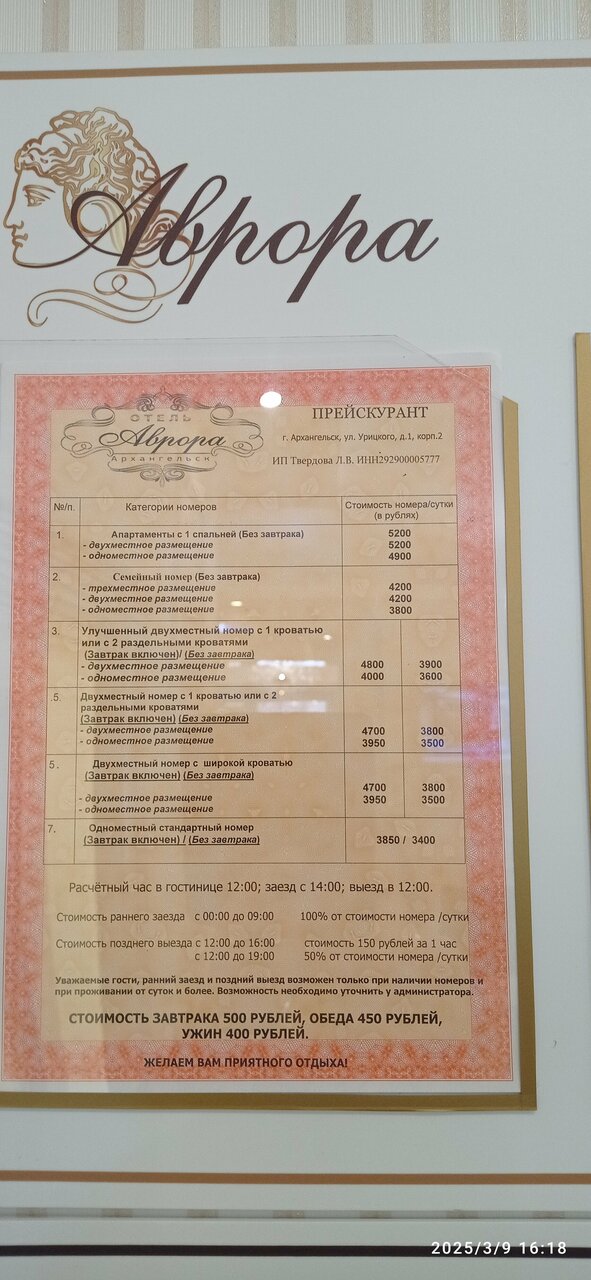 Аврора
ОТЕЛЬ
Аврора
Архангельск
ПРЕЙСКУРАНТ
г. Архангельск, ул. Урицкого, д.1, корп.2
ИП Твердова Л.В. ИНН292900005777
№/п. Категории номеров Стоимость номера/сутки
(в рублях)
1. Апартаменты с 1 спальней (Без завтрака) 5200
- двухместное размещение 5200
- одноместное размещение 4900
2. Семейный номер (Без завтрака)
- трехместное размещение 4200
- двухместное размещение 4200
- одноместное размещение 3800
3. Улучшенный двухместный номер с 1 кроватью
или с 2 раздельными кроватями
(Завтрак включен)/ (Без завтрака)
- двухместное размещение 4800 3900
- одноместное размещение 4000 3600
.5. Двухместный номер с 1 кроватью или с 2
раздельными кроватями
(Завтрак включен) (Без завтрака)
- двухместное размещение 4700 3800
- одноместное размещение 3950 3500
5. Двухместный номер с широкой кроватью
(Завтрак включен) (Без завтрака)
4700 3800
- двухместное размещение 3950 3500
- одноместное размещение
7. Одноместный стандартный номер
(Завтрак включен) / (Без завтрака) 3850 / 3400
Расчётный час в гостинице 12:00; заезд с 14:00; выезд в 12:00.
Стоимость раннего заезда с 00:00 до 09:00 100% от стоимости номера /сутки
Стоимость позднего выезда с 12:00 до 16:00 стоимость 150 рублей за 1 час
с 12:00 до 19:00 50% от стоимости номера /сутки
Уважаемые гости, ранний заезд и поздний выезд возможен только при наличии номеров и
при проживании от суток и более. Возможность необходимо уточнить у администратора.
СТОИМОСТЬ ЗАВТРАКА 500 РУБЛЕЙ, ОБЕДА 450 РУБЛЕЙ,
УЖИН 400 РУБЛЕЙ.
ЖЕЛАЕМ ВАМ ПРИЯТНОГО ОТДЫХА!
2025/3/9 16:18